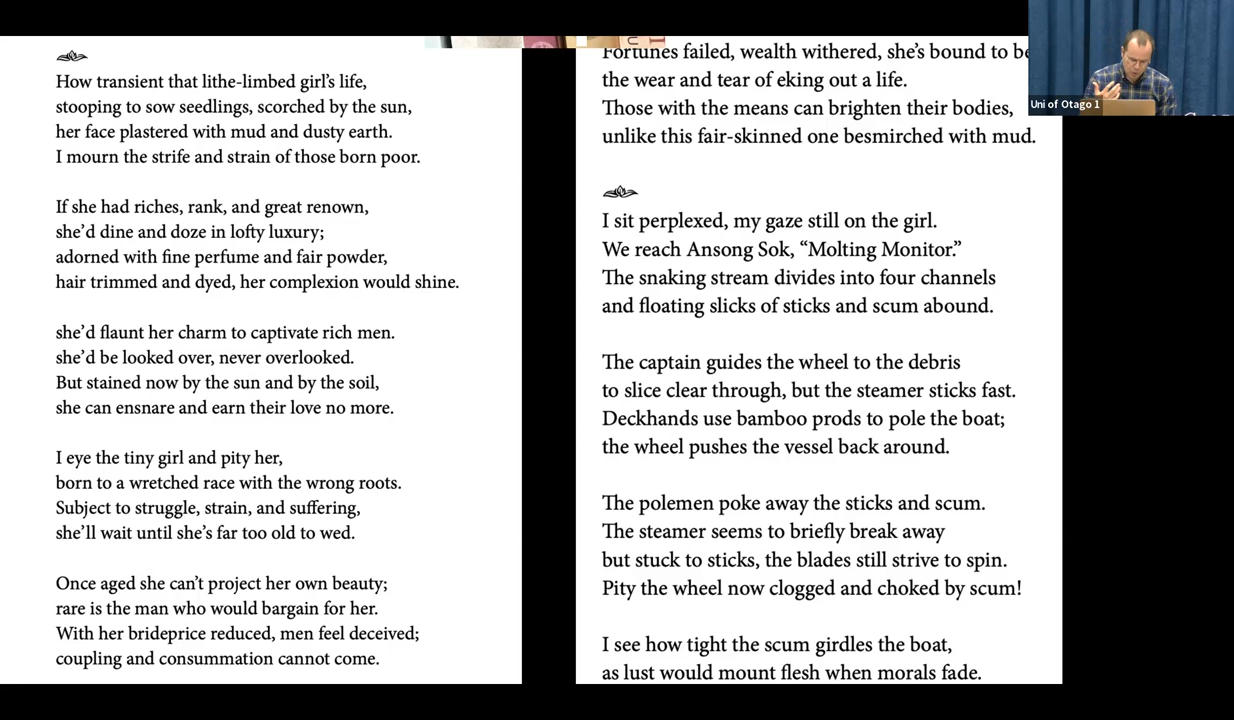 How transient that lithe-limbed girl's life,
stooping to sow seedlings, scorched by the sun,
her face plastered with mud and dusty earth.
I mourn the strife and strain of those born poor.
If she had riches, rank, and great renown,
she'd dine and doze in lofty luxury;
adorned with fine perfume and fair powder,
hair trimmed and dyed, her complexion would shine.
she'd flaunt her charm to captivate rich men.
she'd be looked over, never overlooked.
But stained now by the sun and by the soil,
she can ensnare and earn their love no more.
I eye the tiny girl and pity her,
born to a wretched race with the wrong roots.
Subject to struggle, strain, and suffering,
she'll wait until she's far too old to wed.
Once aged she can't project her own beauty;
rare is the man who would bargain for her.
With her brideprice reduced, men feel deceived;
coupling and consummation cannot come.
Fortunes failed, wealth withered, she's bound to be
the wear and tear of eking out a life.
Those with the means can brighten their bodies,
unlike this fair-skinned one besmirched with mud.
I sit perplexed, my gaze still on the girl.
We reach Ansong Sok, “Molting Monitor.”
The snaking stream divides into four channels
and floating slicks of sticks and scum abound.
The captain guides the wheel to the debris
to slice clear through, but the steamer sticks fast.
Deckhands use bamboo prods to pole the boat;
the wheel pushes the vessel back around.
The polemen poke away the sticks and scum.
The steamer seems to briefly break away
but stuck to sticks, the blades still strive to spin.
Pity the wheel now clogged and choked by scum!
I see how tight the scum girdles the boat,
as lust would mount flesh when morals fade.
Uni of Otago 1